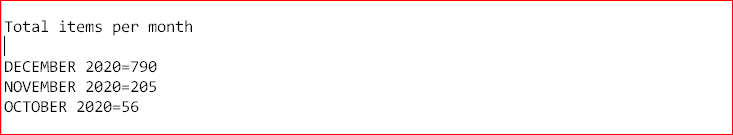 Total items per month
DECEMBER 2020=790
NOVEMBER 2020=205
OCTOBER 2020=56